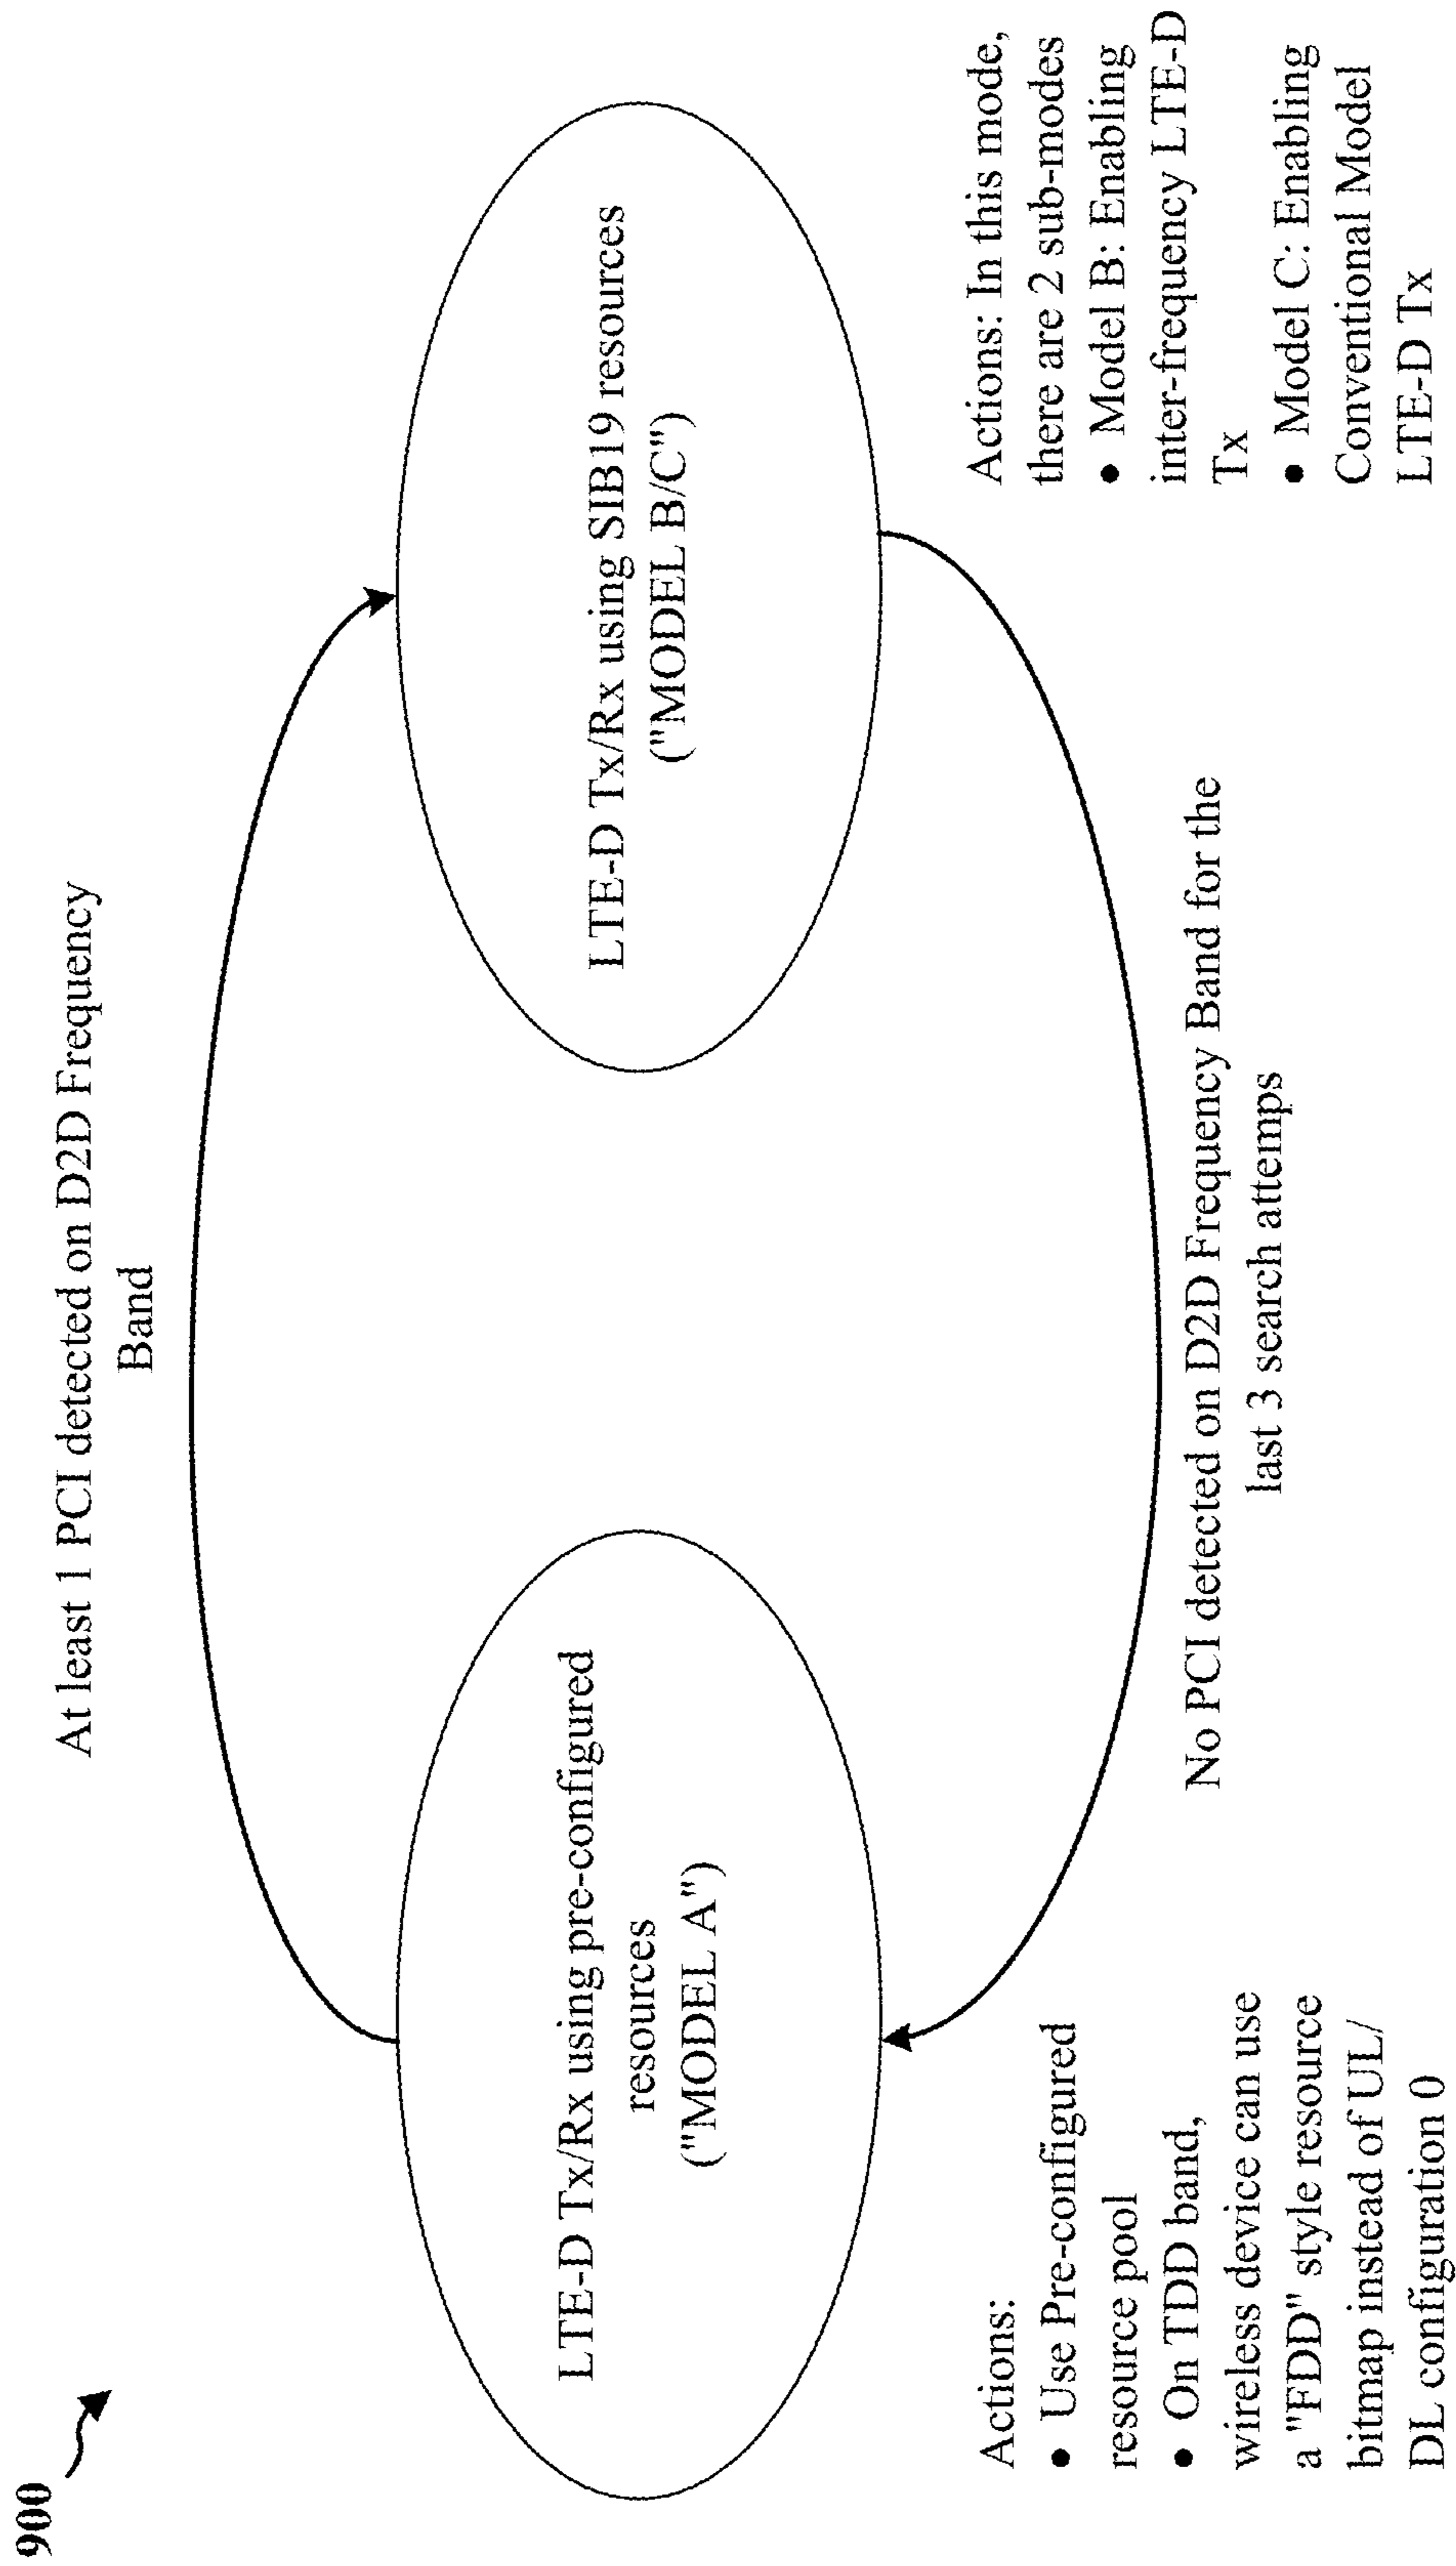 900
At least 1 PCI detected on D2D Frequency
Band
LTE-D Tx/Rx using pre-configured
resources
("MODEL A")
LTE-D Tx/Rx using SIB19 resources
("MODEL B/C")
No PCI detected on D2D Frequency Band for the
last 3 search attemps
Actions:
● Use Pre-configured
resource pool
● On TDD band,
wireless device can use
a "FDD" style resource
bitmap instead of UL/
DL configuration 0
Actions: In this mode,
there are 2 sub-modes
● Model B: Enabling
inter-frequency LTE-D
Tx
● Model C: Enabling
Conventional Model
LTE-D Tx